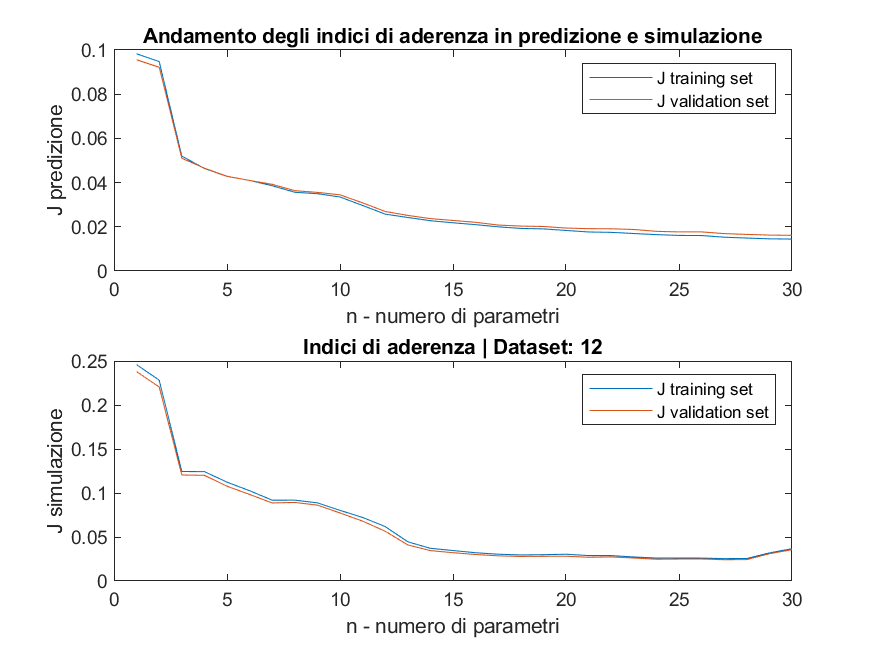 Andamento degli indici di aderenza in predizione e simulazione
0.1
0.08
0.06
0.04
0.02
0
J predizione
J training set
J validation set
0 5 10 15 20 25 30
n - numero di parametri
Indici di aderenza | Dataset: 12
0.25
0.2
0.15
0.1
0.05
0
J simulazione
J training set
J validation set
0 5 10 15 20 25 30
n - numero di parametri